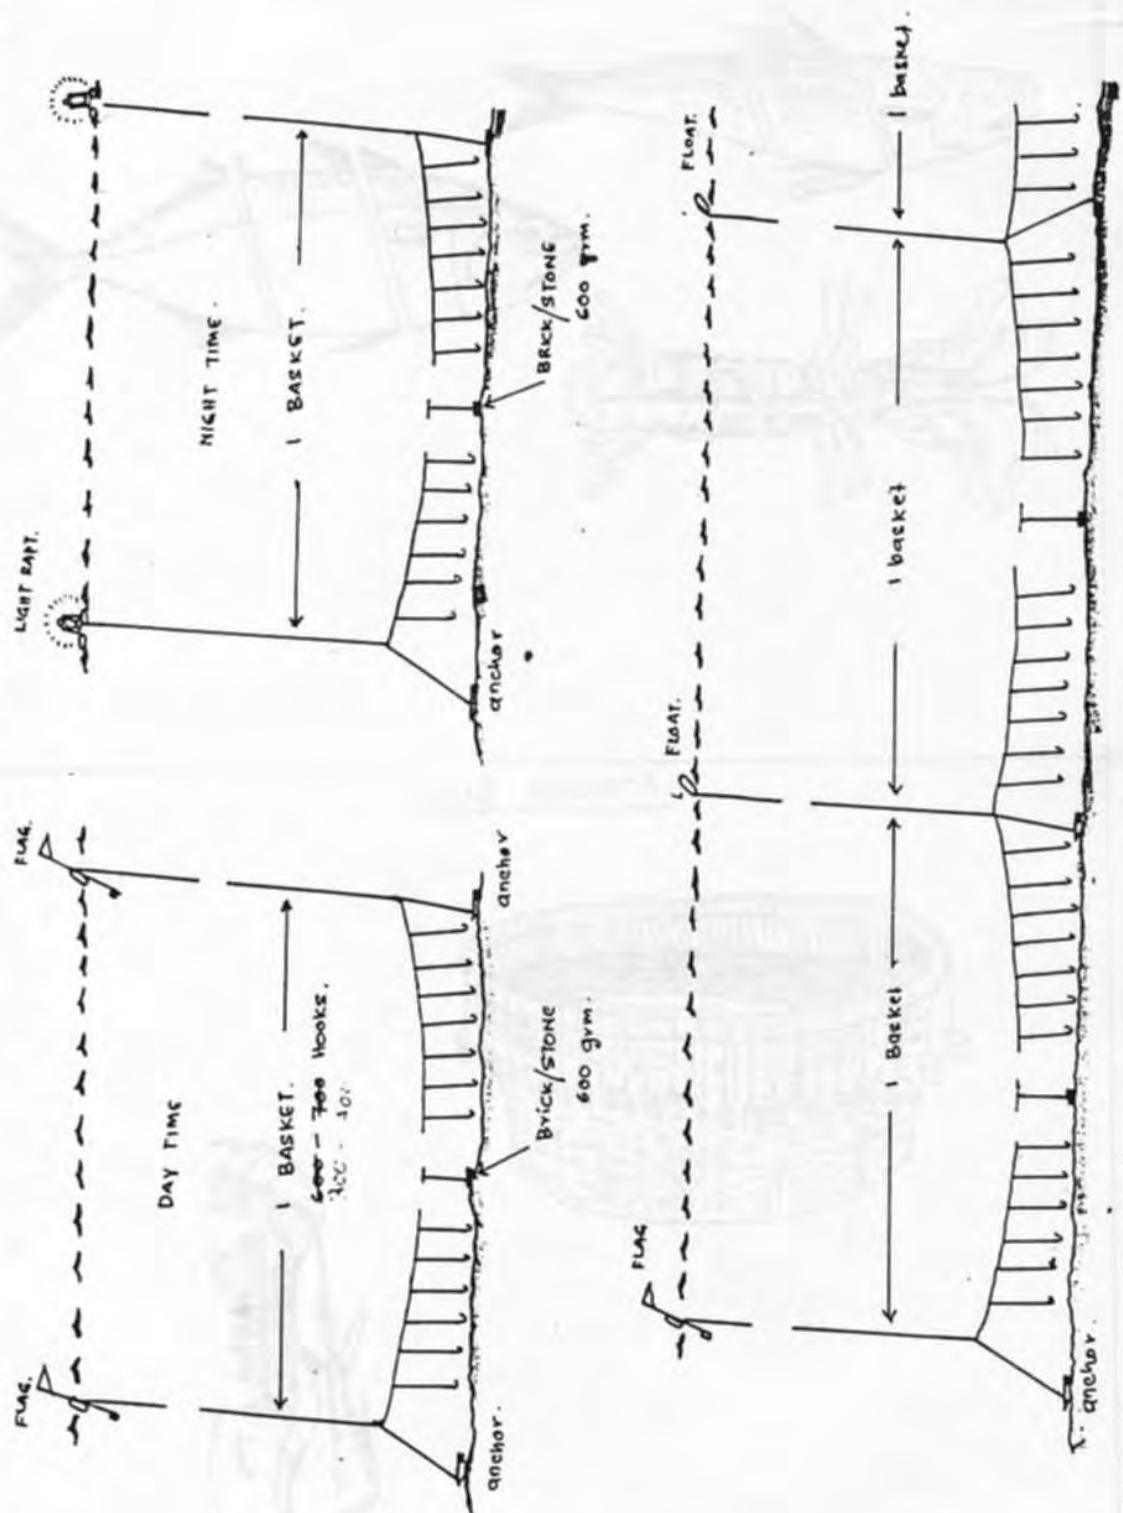 FLAG.
FLAG.
DAY TIME
1 BASKET.
600 - 700 HOOKS.
anchor.
anchor
Brick/STONE
600 grm.
LIGHT RAFT.
NIGHT TIME.
1 BASKET.
anchor
BRICK/STONE
600 grm.
FLAG
FLOAT.
FLOAT.
1 Basket
1 basket
1 basket.
anchor.